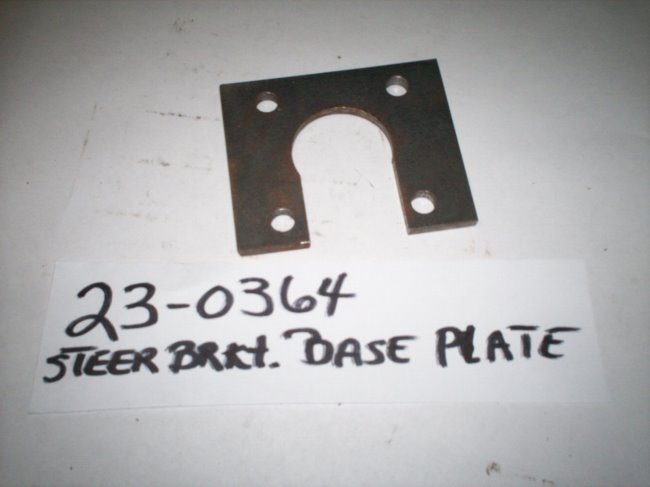 23-0364
STEER BRKT. BASE PLATE